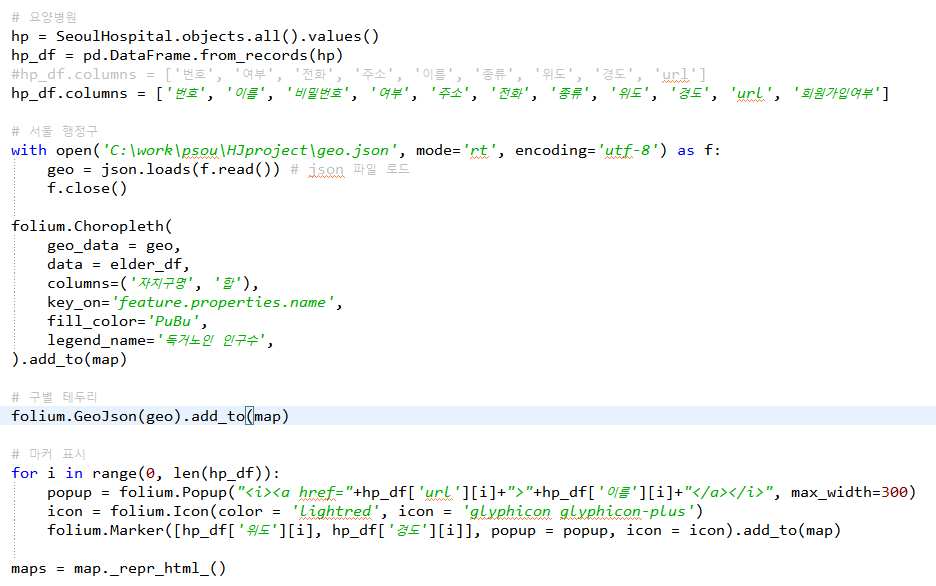 # 요양병원
hp = SeoulHospital.objects.all().values()
hp_df = pd.DataFrame.from_records(hp)
#hp_df.columns = ['번호', '여부', '전화', '주소', '이름', '종류', '위도', '경도', 'url']
hp_df.columns = ['번호', '이름', '비밀번호', '여부', '주소', '전화', '종류', '위도', '경도', 'url', '회원가입여부']
# 서울 행정구
with open('C:\work\psou\HJproject\geo.json', mode='rt', encoding='utf-8') as f:
    geo = json.loads(f.read()) # json 파일 로드
    f.close()
folium.Choropleth(
    geo_data = geo,
    data = elder_df,
    columns=('자치구명', '합'),
    key_on='feature.properties.name',
    fill_color='PuBu',
    legend_name='독거노인 인구수',
).add_to(map)
# 구별 테두리
folium.GeoJson(geo).add_to(map)
# 마커 표시
for i in range(0, len(hp_df)):
    popup = folium.Popup("<i><a href="+hp_df['url'][i]+">"+hp_df['이름'][i]+"</a></i>", max_width=300)
    icon = folium.Icon(color = 'lightred', icon = 'glyphicon glyphicon-plus')
    folium.Marker([hp_df['위도'][i], hp_df['경도'][i]], popup = popup, icon = icon).add_to(map)
maps = map._repr_html_()